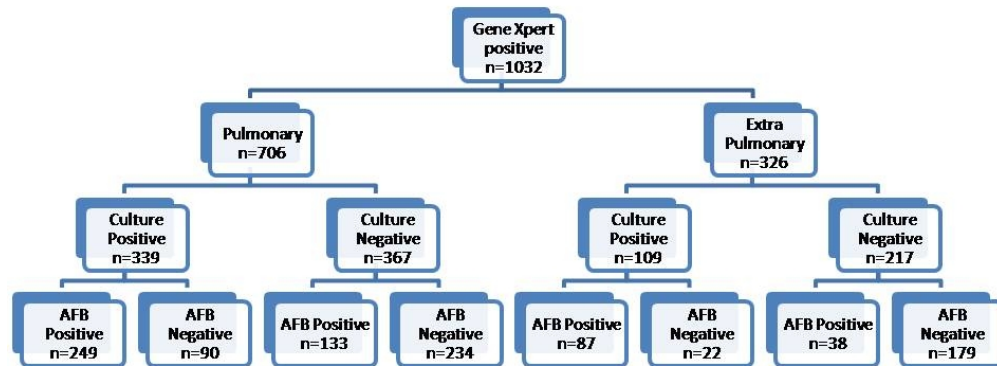 Gene Xpert
positive
n=1032
Pulmonary
n=706
Extra
Pulmonary
n=326
Culture
Positive
n=339
Culture
Negative
n=367
Culture
Positive
n=109
Culture
Negative
n=217
AFB
Positive
n=249
AFB
Negative
n=90
AFB Positive
n=133
AFB
Negative
n=234
AFB Positive
n=87
AFB
Negative
n=22
AFB Positive
n=38
AFB
Negative
n=179